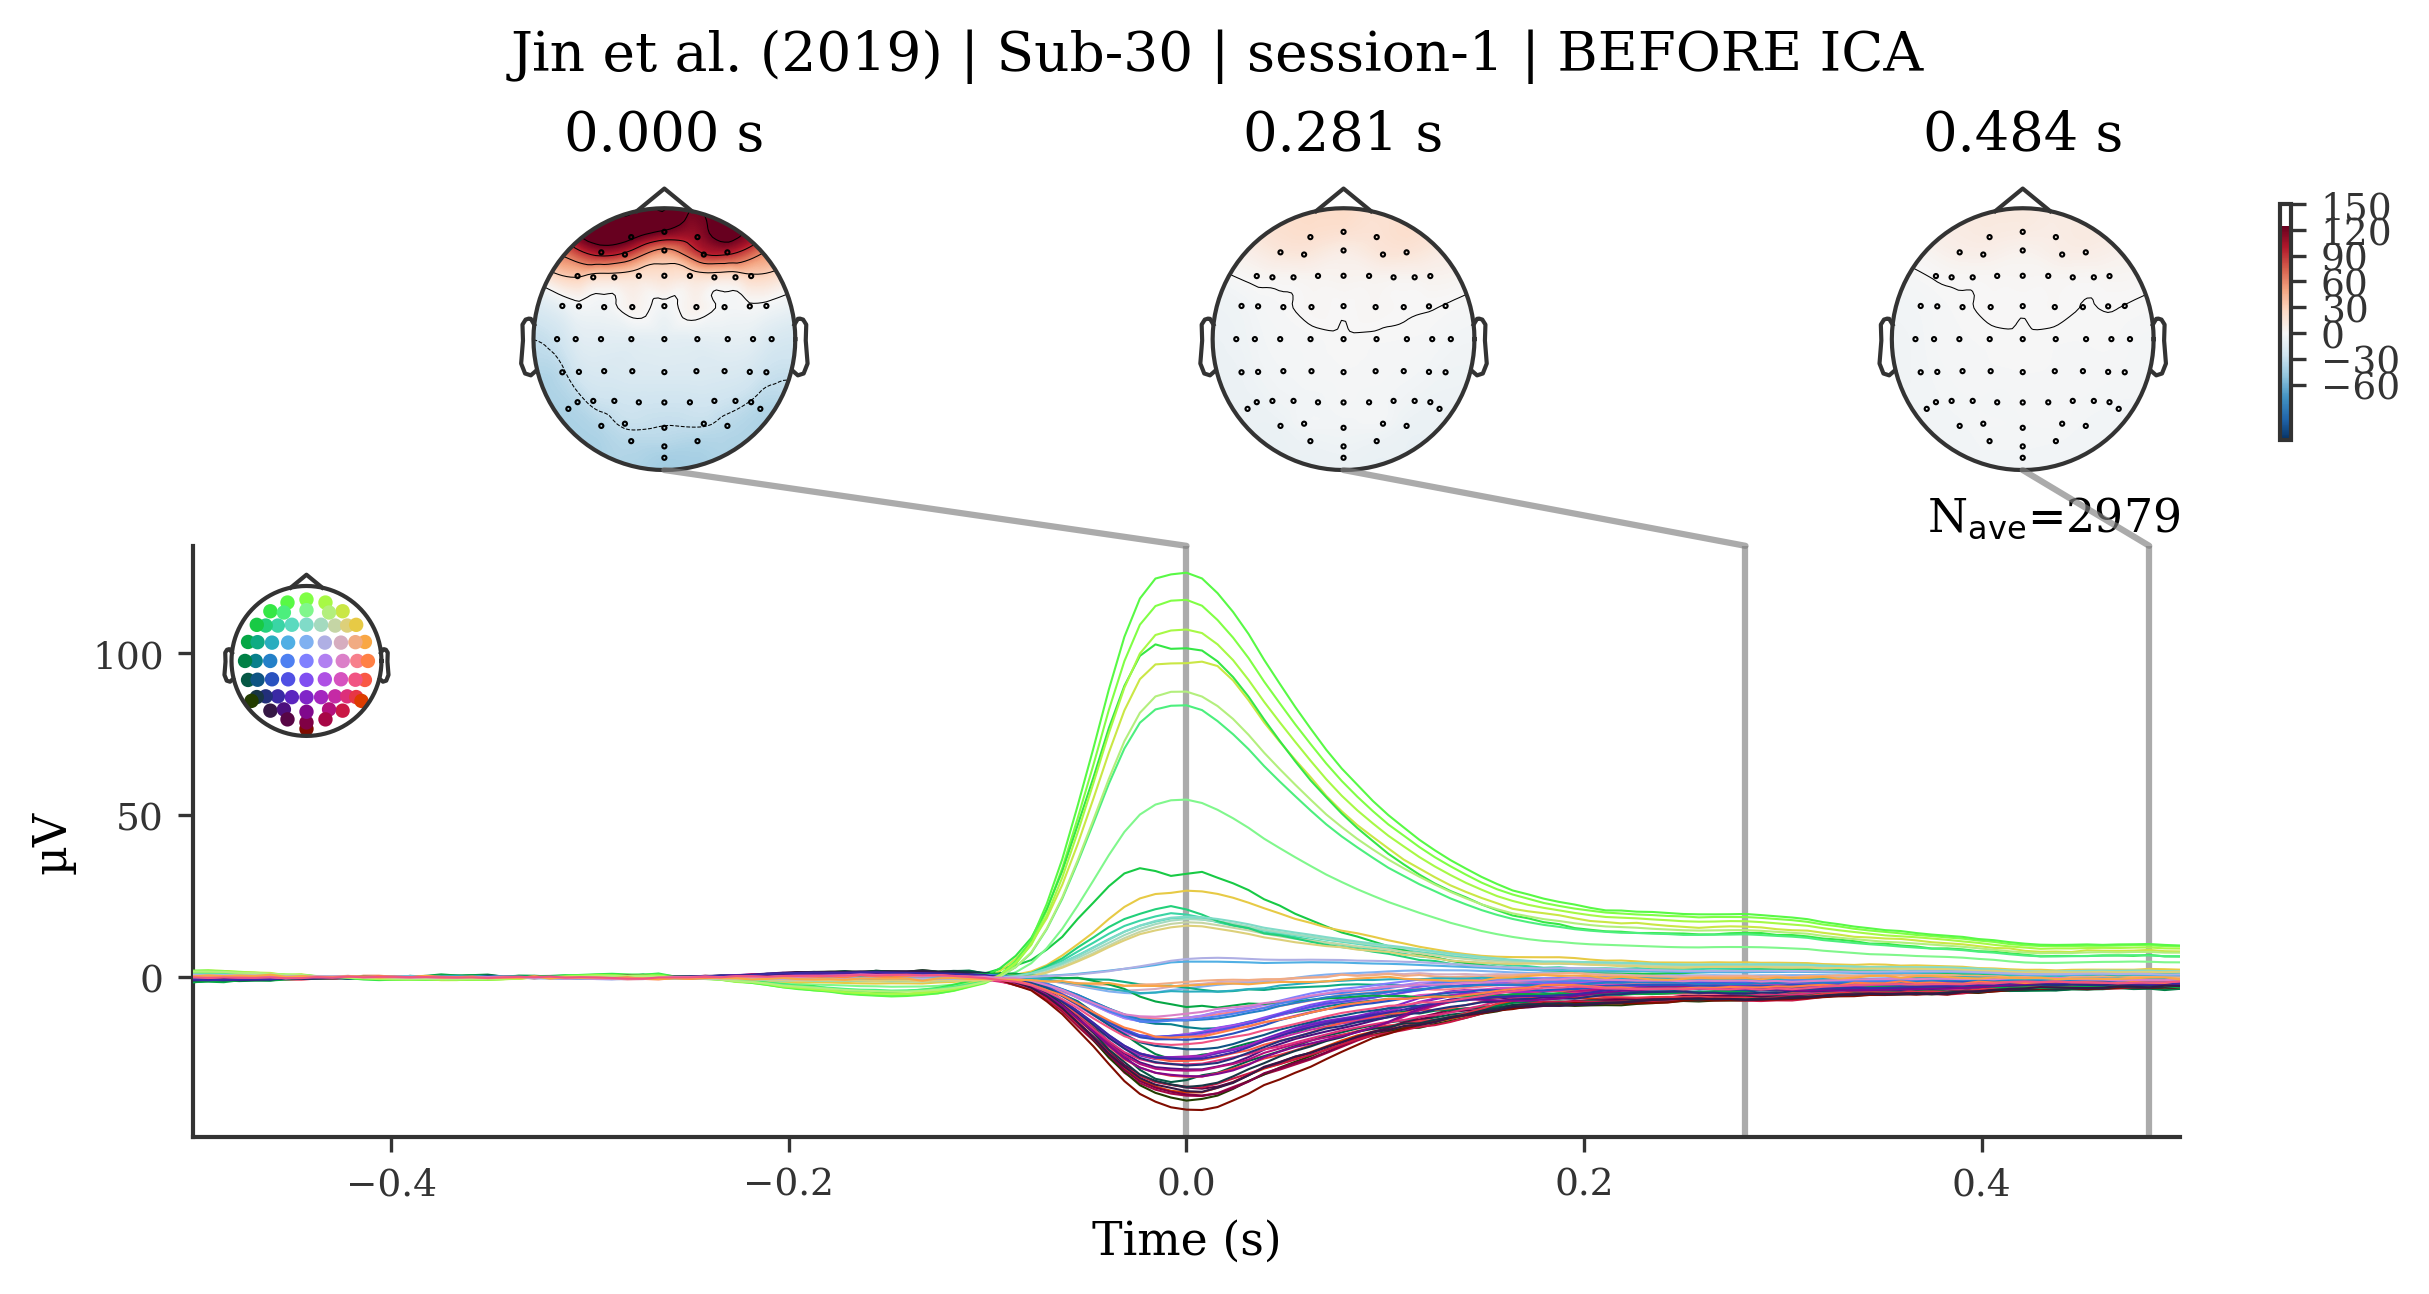 Jin et al. (2019) | Sub-30 | session-1 | BEFORE ICA
0.000 s
0.281 s
0.484 s
150
120
90
60
30
0
−30
−60
Nave=2979
100
50
0
µV
−0.4
−0.2
0.0
0.2
0.4
Time (s)